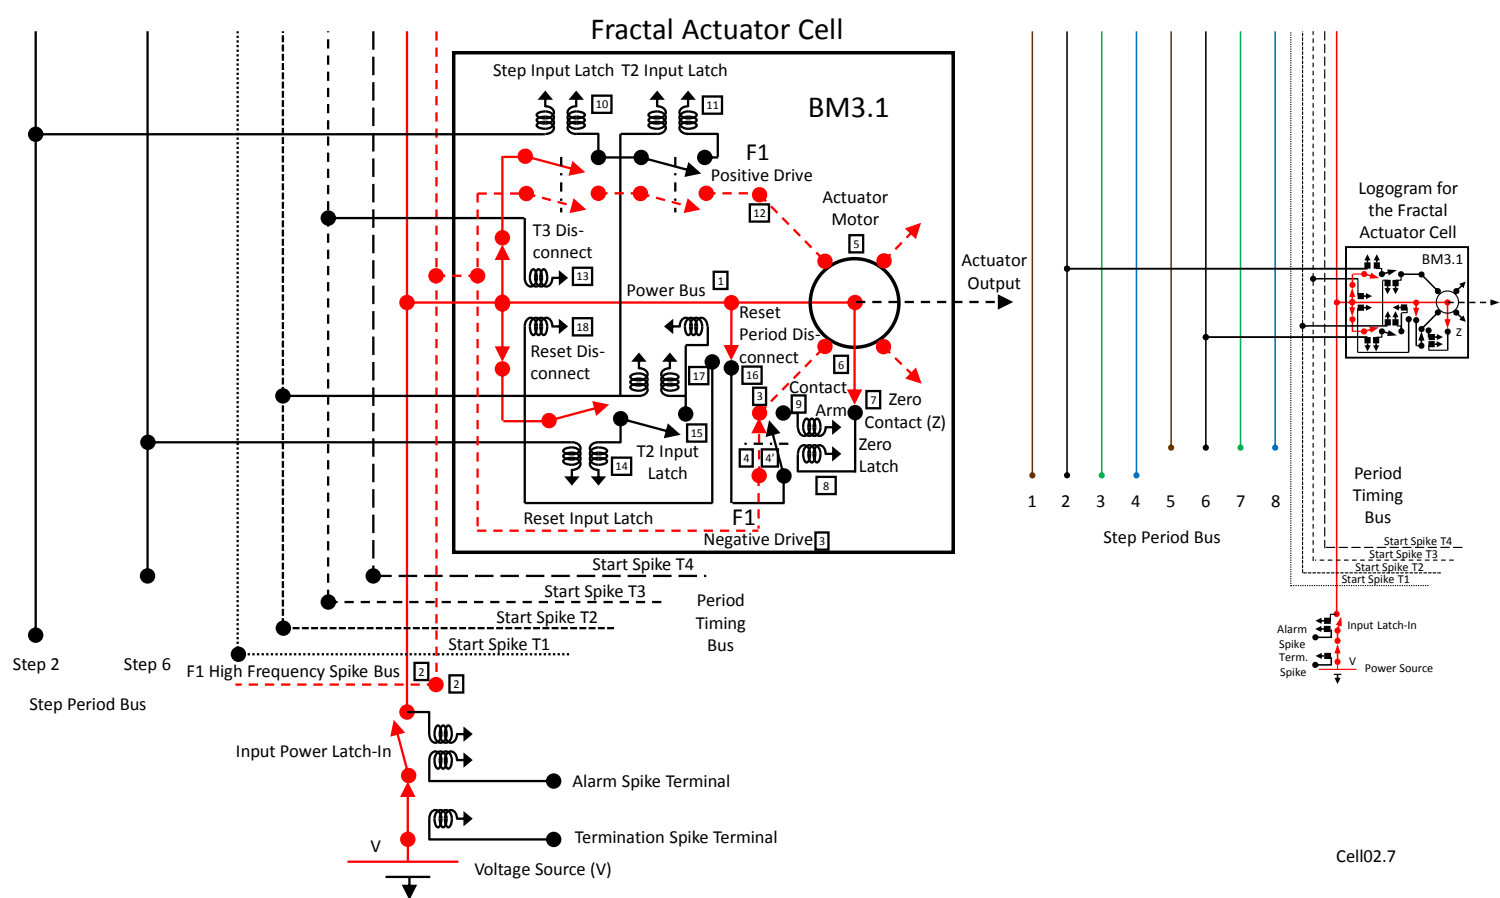 Fractal Actuator Cell
Step Input Latch
T2 Input Latch
10
11
BM3.1
F1
Positive Drive
12
Actuator
Motor
5
T3 Dis-
connect
13
Power Bus
1
Actuator
Output
18
Reset Dis-
connect
Reset
Period Dis-
connect
17
16
6
3
Contact
Arm
9
7
Zero
Contact (Z)
15
T2 Input
Latch
14
4
4'
Zero
Latch
8
Reset Input Latch
F1
Negative Drive
3
Start Spike T4
Start Spike T3
Start Spike T2
Start Spike T1
Period
Timing
Bus
Step 2
Step 6
F1 High Frequency Spike Bus
2
2
Step Period Bus
Input Power Latch-In
Alarm Spike Terminal
Termination Spike Terminal
V
Voltage Source (V)
Logogram for
the Fractal
Actuator Cell
BM3.1
Z
1
2
3
4
5
6
7
8
Step Period Bus
Period
Timing
Bus
Start Spike T4
Start Spike T3
Start Spike T2
Start Spike T1
Alarm
Spike
Input Latch-In
Term.
Spike
V
Power Source
Cell02.7